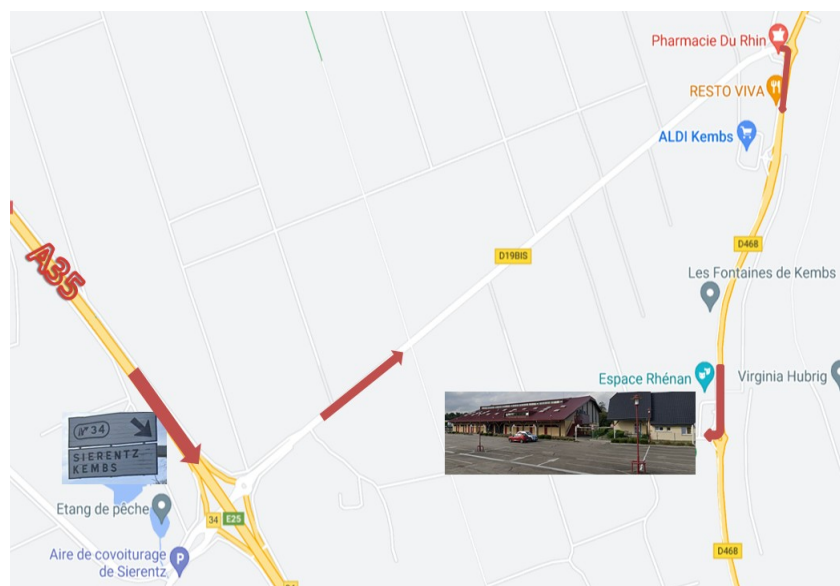 Pharmacie Du Rhin
RESTO VIVA
ALDI Kembs
A35
D19BIS
D468
Les Fontaines de Kembs
Espace Rhénan
Virginia Hubrig
N° 34
SIERENTZ
KEMBS
Etang de pêche
34
E25
Aire de covoiturage
de Sierentz
D468